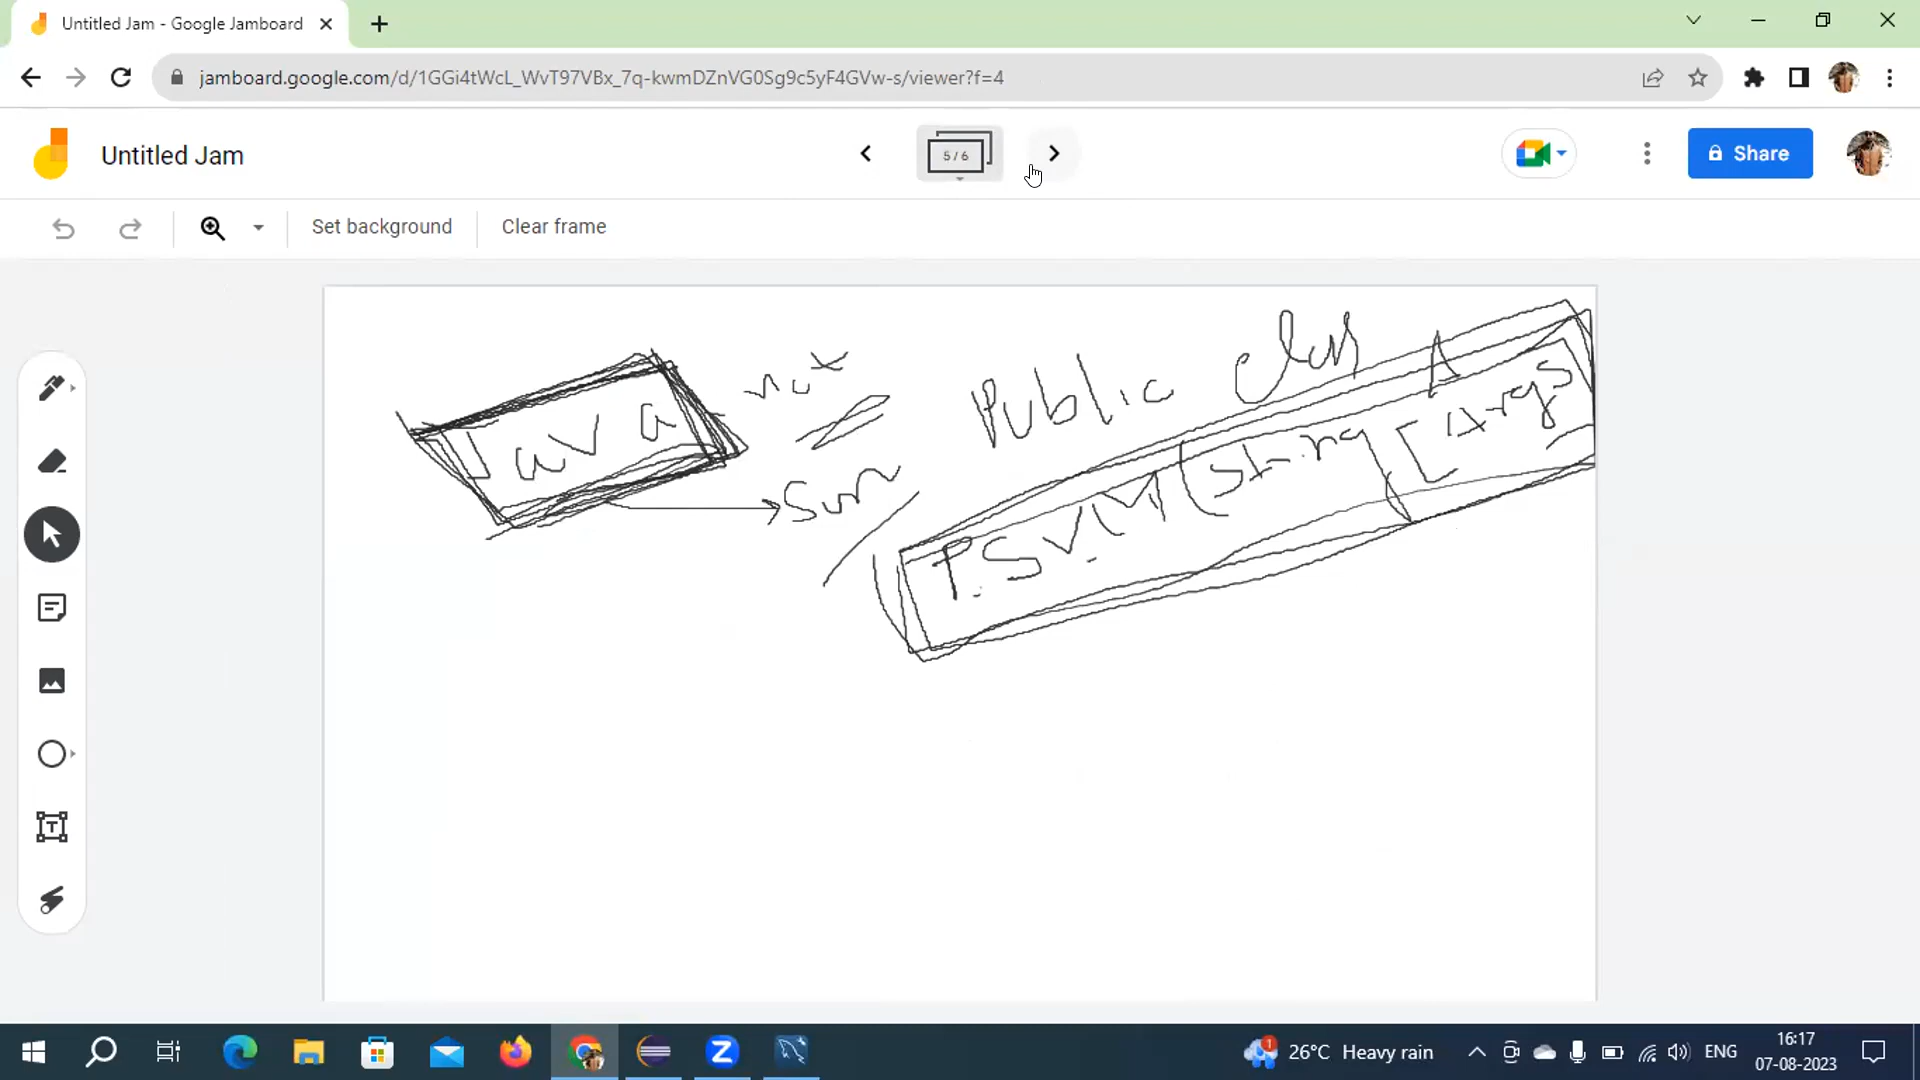 Untitled Jam - Google Jamboard
jamboard.google.com/d/1GGi4tWcL_WvT97VBx_7q-kwmDZnVG0Sg9c5yF4GVw-s/viewer?f=4
Untitled Jam
5 / 6
Share
Set background
Clear frame
Java
not
Sun
Public class A
P.S.V.M (string [] Args
T
26°C Heavy rain
ENG
16:17
07-08-2023